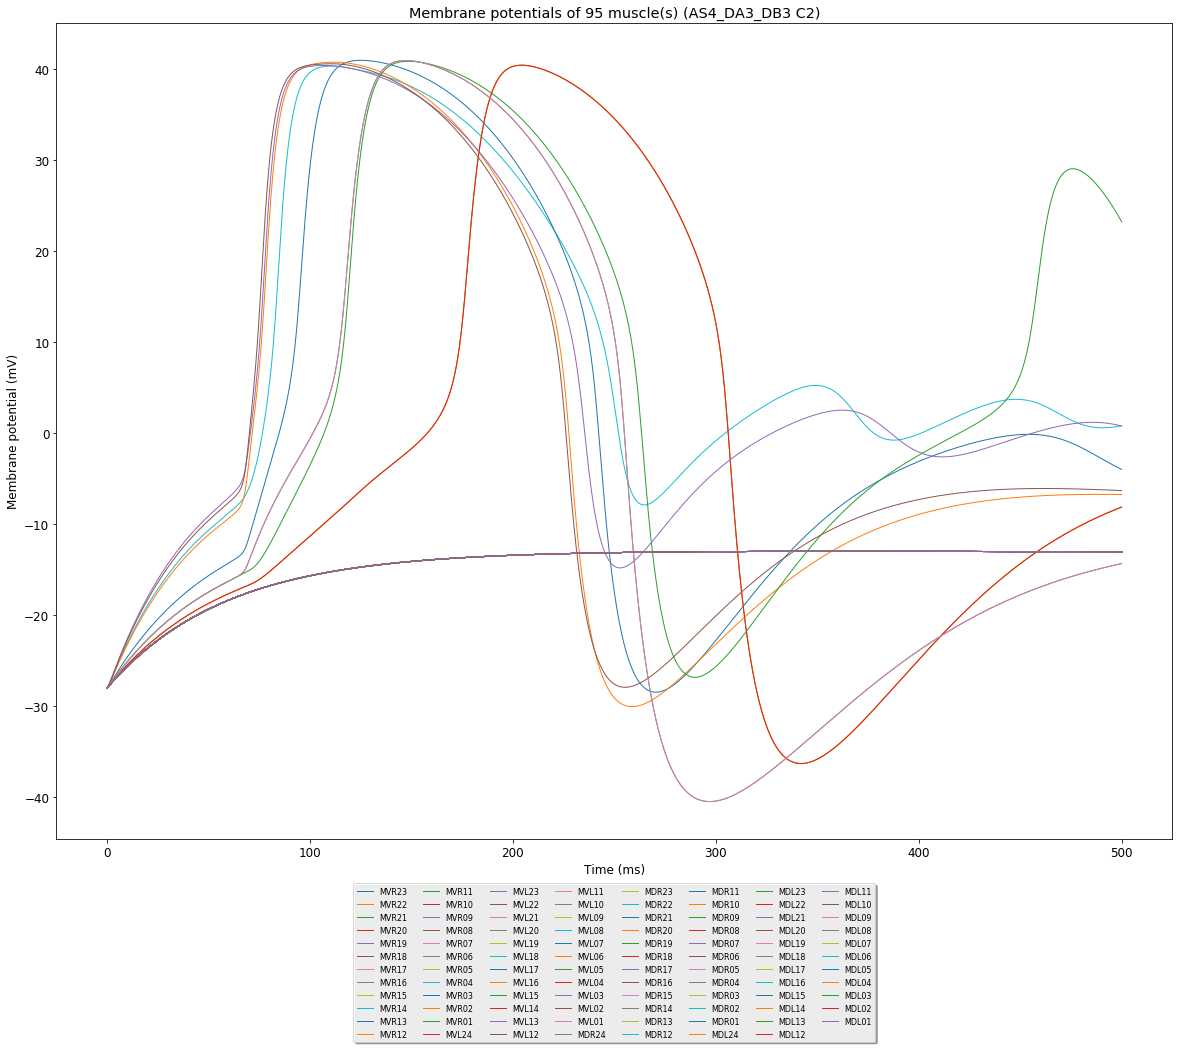 Membrane potentials of 95 muscle(s) (AS4_DA3_DB3 C2)
40
30
20
10
0
−10
−20
−30
−40
Membrane potential (mV)
0 100 200 300 400 500
Time (ms)
MVR23 MVR11 MVL23 MVL11 MDR23 MDR11 MDL23 MDL11
MVR22 MVR10 MVL22 MVL10 MDR22 MDR10 MDL22 MDL10
MVR21 MVR09 MVL21 MVL09 MDR21 MDR09 MDL21 MDL09
MVR20 MVR08 MVL20 MVL08 MDR20 MDR08 MDL20 MDL08
MVR19 MVR07 MVL19 MVL07 MDR19 MDR07 MDL19 MDL07
MVR18 MVR06 MVL18 MVL06 MDR18 MDR06 MDL18 MDL06
MVR17 MVR05 MVL17 MVL05 MDR17 MDR05 MDL17 MDL05
MVR16 MVR04 MVL16 MVL04 MDR16 MDR04 MDL16 MDL04
MVR15 MVR03 MVL15 MVL03 MDR15 MDR03 MDL15 MDL03
MVR14 MVR02 MVL14 MVL02 MDR14 MDR02 MDL14 MDL02
MVR13 MVR01 MVL13 MVL01 MDR13 MDR01 MDL13 MDL01
MVR12 MVL24 MVL12 MDR24 MDR12 MDL24 MDL12